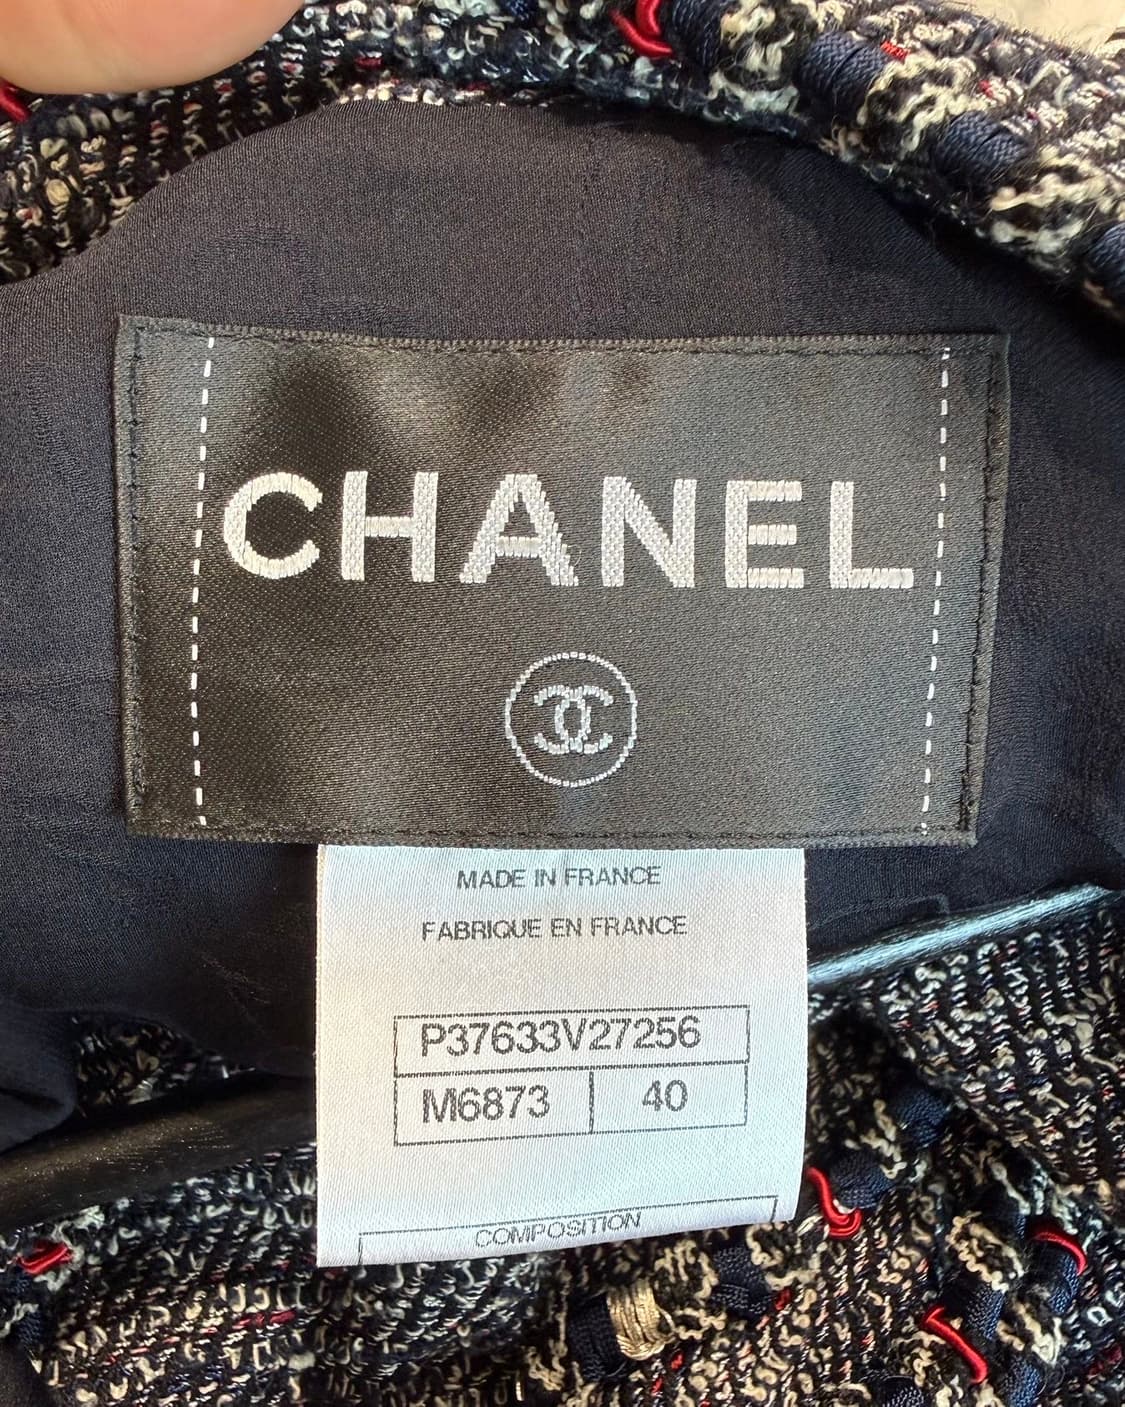 CHANEL
MADE IN FRANCE
FABRIQUE EN FRANCE
P37633V27256
M6873 40
COMPOSITION